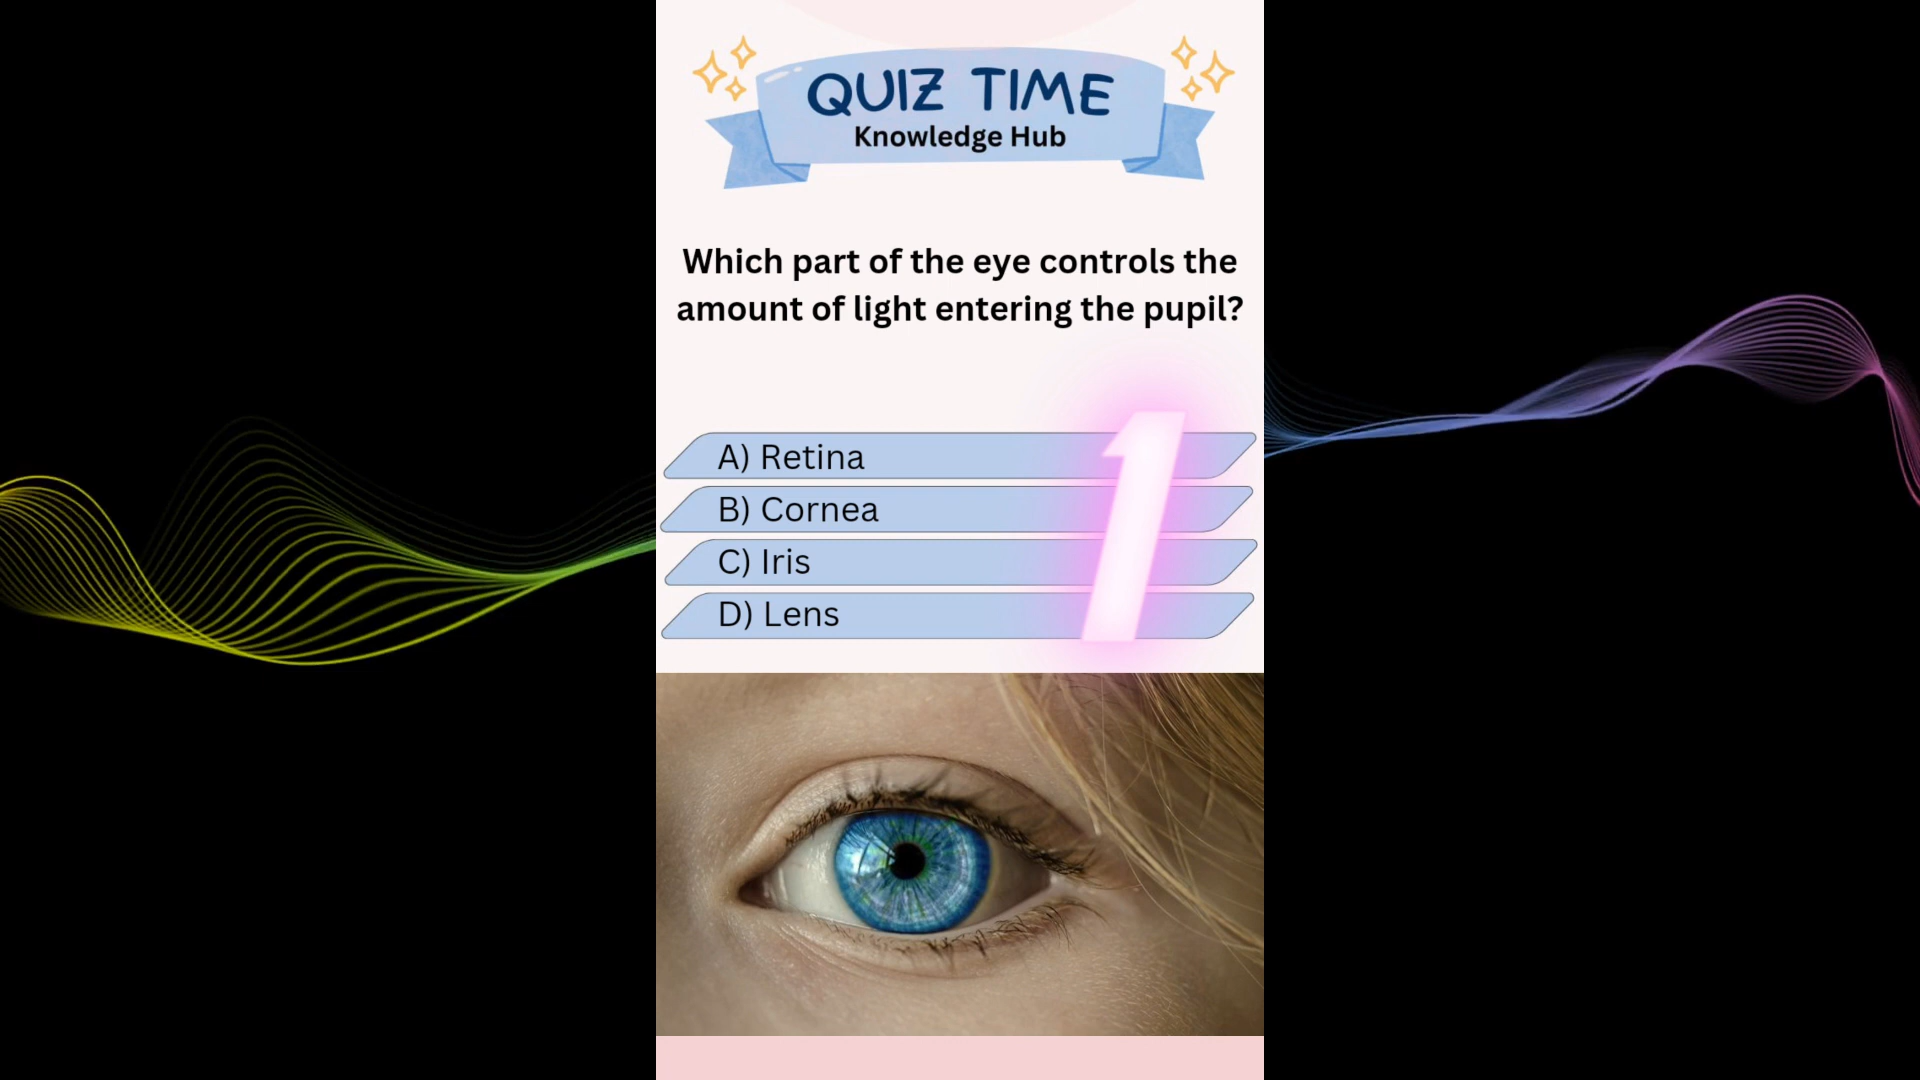 QUIZ TIME
Knowledge Hub
Which part of the eye controls the
amount of light entering the pupil?
A) Retina
B) Cornea
C) Iris
D) Lens
1